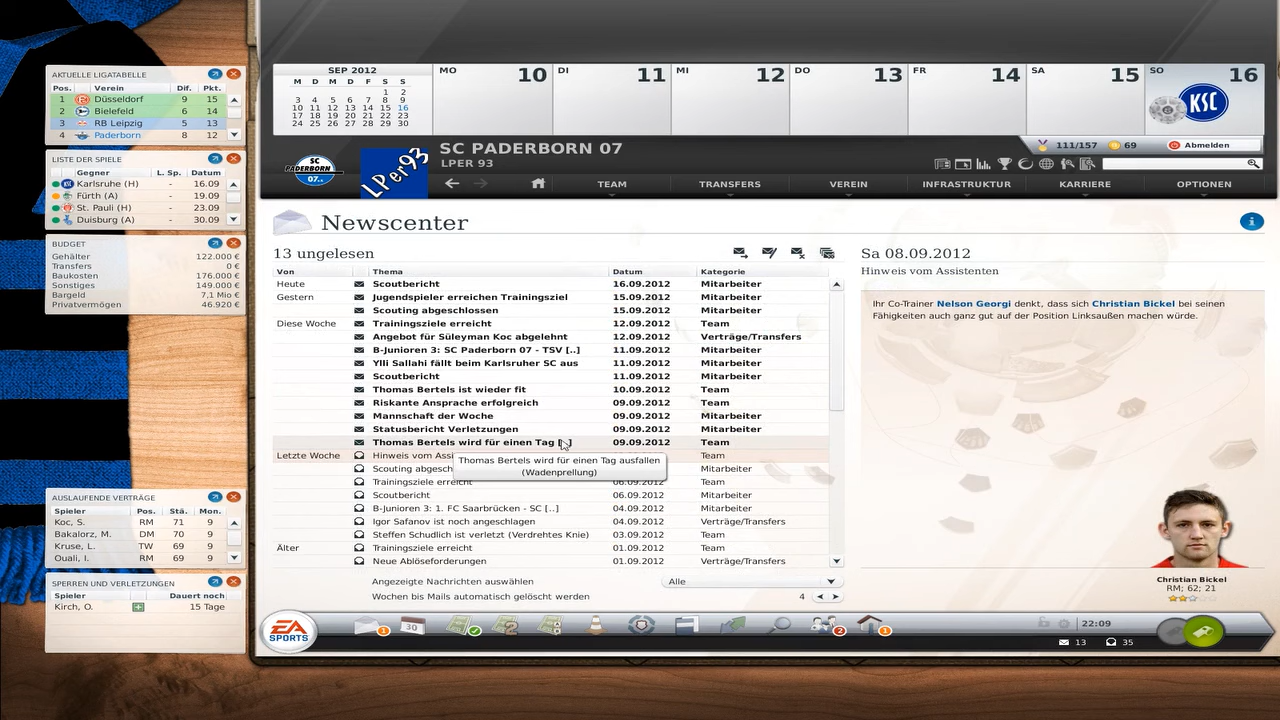 AKTUELLE LIGATABELLE
Pos. Verein Dif. Pkt.
1 Düsseldorf 9 15
2 Bielefeld 6 14
3 RB Leipzig 5 13
4 Paderborn 8 12
LISTE DER SPIELE
Gegner L. Sp. Datum
Karlsruhe (H) - 16.09
Fürth (A) - 19.09
St. Pauli (H) - 23.09
Duisburg (A) - 30.09
BUDGET
Gehälter 122.000 €
Transfers 0 €
Baukosten 176.000 €
Sonstiges 149.000 €
Bargeld 7,1 Mio €
Privatvermögen 46.920 €
AUSLAUFENDE VERTRÄGE
Spieler Pos. Stä. Mon.
Koc, S. RM 71 9
Bakalorz, M. DM 70 9
Kruse, L. TW 69 9
Ouali, I. RM 69 9
SPERREN UND VERLETZUNGEN
Spieler Dauert noch
Kirch, O. 15 Tage
SEP 2012
M D M D F S S
1 2
3 4 5 6 7 8 9
10 11 12 13 14 15 16
17 18 19 20 21 22 23
24 25 26 27 28 29 30
MO 10 DI 11 MI 12 DO 13 FR 14 SA 15 SO 16
KSC
111/157 69 Abmelden
SC PADERBORN 07
LPER 93
SC PADERBORN 07
LPer93
TEAM TRANSFERS VEREIN INFRASTRUKTUR KARRIERE OPTIONEN
Newscenter
13 ungelesen
Von Thema Datum Kategorie
Heute Scoutbericht 16.09.2012 Mitarbeiter
Gestern Jugendspieler erreichen Trainingsziel 15.09.2012 Mitarbeiter
Scouting abgeschlossen 15.09.2012 Mitarbeiter
Diese Woche Trainingsziele erreicht 12.09.2012 Team
Angebot für Süleyman Koc abgelehnt 12.09.2012 Verträge/Transfers
B-Junioren 3: SC Paderborn 07 - TSV [..] 11.09.2012 Mitarbeiter
Ylli Sallahi fällt beim Karlsruher SC aus 11.09.2012 Mitarbeiter
Scoutbericht 11.09.2012 Mitarbeiter
Thomas Bertels ist wieder fit 10.09.2012 Team
Riskante Ansprache erfolgreich 09.09.2012 Team
Mannschaft der Woche 09.09.2012 Mitarbeiter
Statusbericht Verletzungen 09.09.2012 Mitarbeiter
Thomas Bertels wird für einen Tag [..] 09.09.2012 Team
Letzte Woche Hinweis vom Assi Team
Scouting abgesch Mitarbeiter
Thomas Bertels wird für einen Tag ausfallen
(Wadenprellung)
Trainingsziele erreicht 06.09.2012 Team
Scoutbericht 06.09.2012 Mitarbeiter
B-Junioren 3: 1. FC Saarbrücken - SC [..] 04.09.2012 Mitarbeiter
Igor Safanov ist noch angeschlagen 04.09.2012 Verträge/Transfers
Steffen Schudlich ist verletzt (Verdrehtes Knie) 03.09.2012 Team
Älter Trainingsziele erreicht 01.09.2012 Team
Neue Ablöseforderungen 01.09.2012 Verträge/Transfers
Angezeigte Nachrichten auswählen Alle
Wochen bis Mails automatisch gelöscht werden 4
Sa 08.09.2012
Hinweis vom Assistenten
Ihr Co-Trainer Nelson Georgi denkt, dass sich Christian Bickel bei seinen
Fähigkeiten auch ganz gut auf der Position Linksaußen machen würde.
Christian Bickel
RM; 62; 21
EA SPORTS
1 30 2 2 1
22:09
13 35